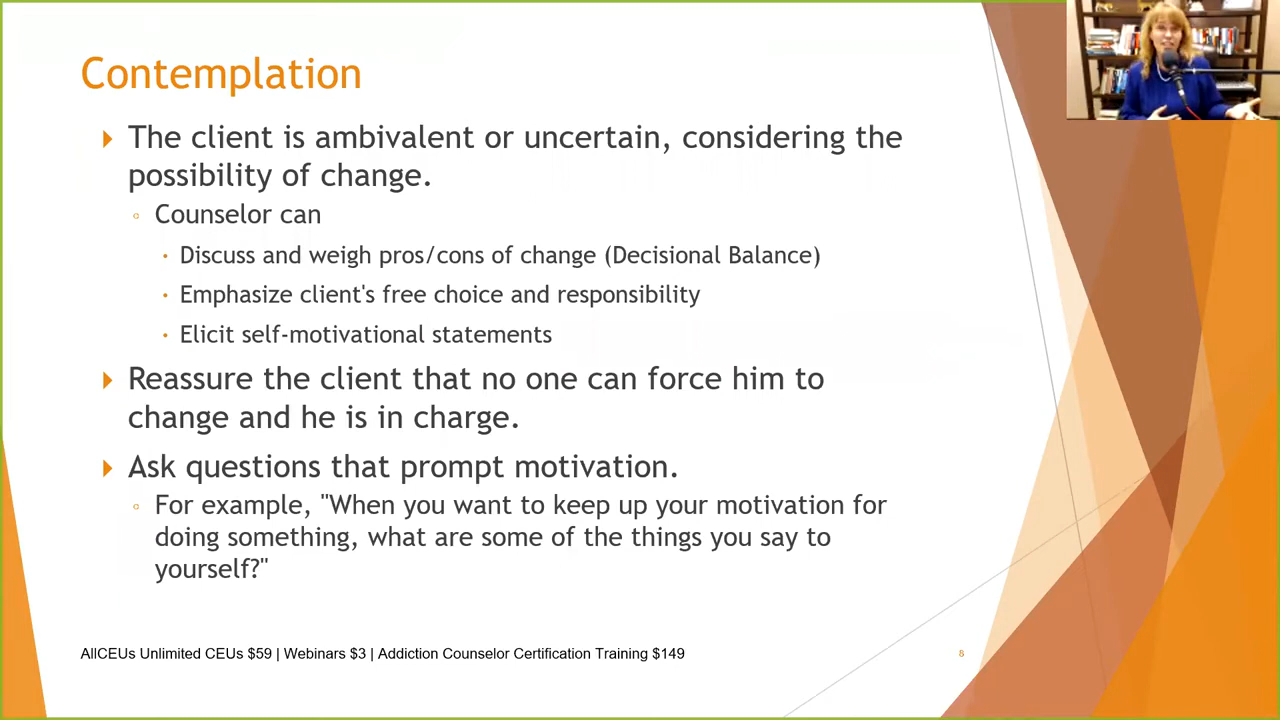 Contemplation
The client is ambivalent or uncertain, considering the
possibility of change.
Counselor can
Discuss and weigh pros/cons of change (Decisional Balance)
Emphasize client's free choice and responsibility
Elicit self-motivational statements
Reassure the client that no one can force him to
change and he is in charge.
Ask questions that prompt motivation.
For example, "When you want to keep up your motivation for
doing something, what are some of the things you say to
yourself?"
AllCEUs Unlimited CEUs $59 | Webinars $3 | Addiction Counselor Certification Training $149
8